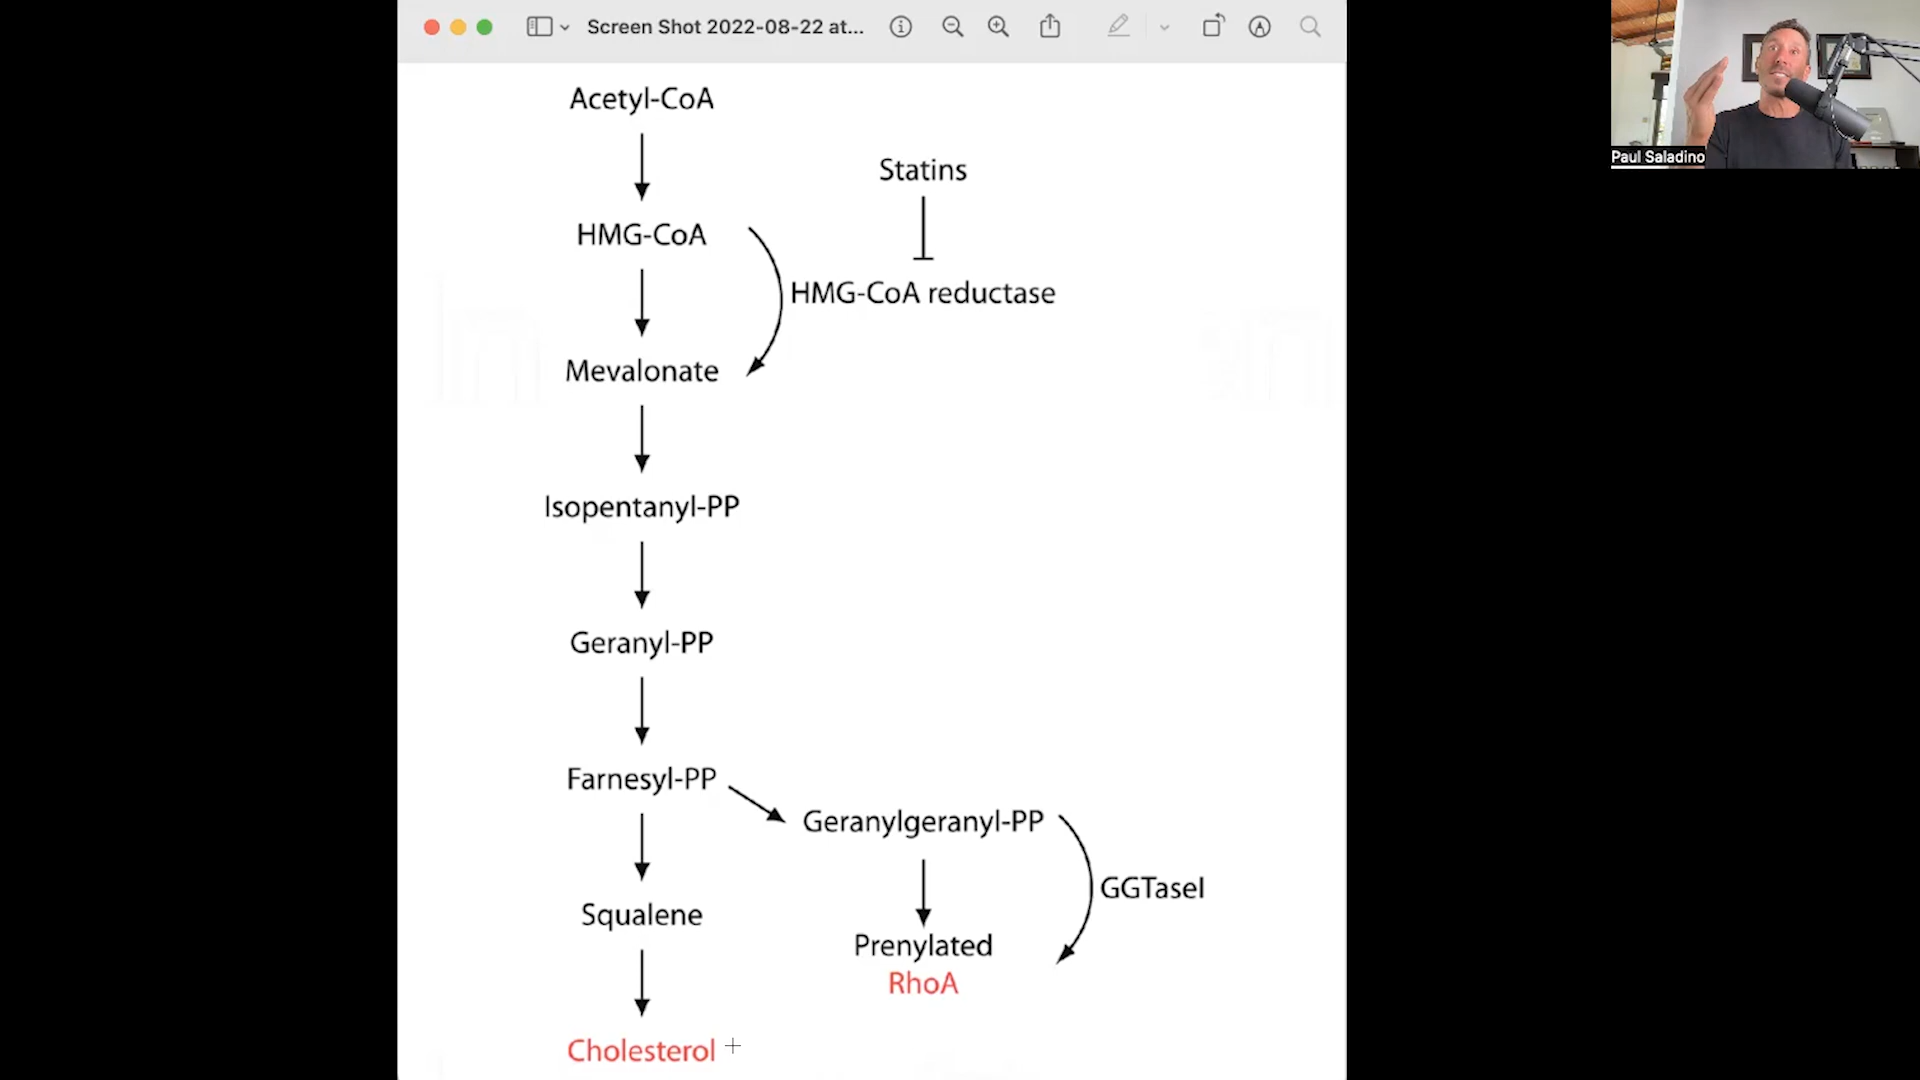 Screen Shot 2022-08-22 at...
Paul Saladino
Acetyl-CoA
Statins
HMG-CoA
HMG-CoA reductase
Mevalonate
Isopentanyl-PP
Geranyl-PP
Farnesyl-PP
Geranylgeranyl-PP
GGTaseI
Squalene
Prenylated
RhoA
Cholesterol